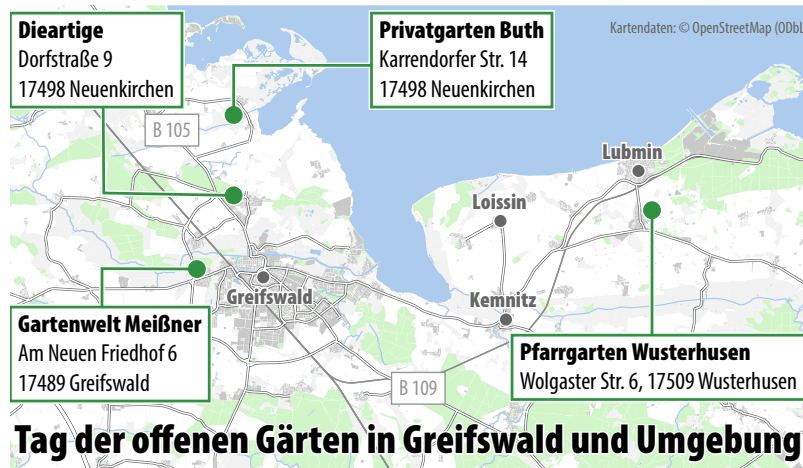 Dieartige
Dorfstraße 9
17498 Neuenkirchen
Privatgarten Buth
Karrendorfer Str. 14
17498 Neuenkirchen
Kartendaten: © OpenStreetMap (ODbL
B 105
Lubmin
Loissin
Greifswald
Kemnitz
Gartenwelt Meißner
Am Neuen Friedhof 6
17489 Greifswald
Pfarrgarten Wusterhusen
Wolgaster Str. 6, 17509 Wusterhusen
B 109
Tag der offenen Gärten in Greifswald und Umgebung